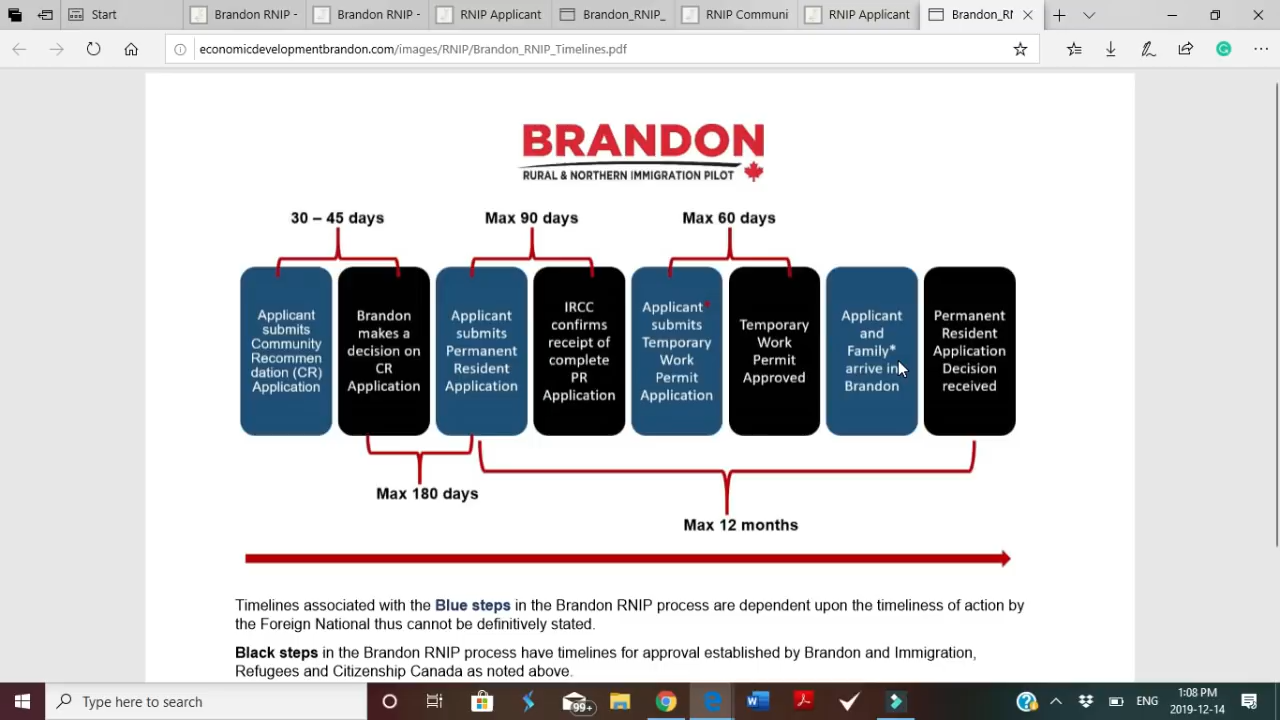 Start
Brandon RNIP -
Brandon RNIP -
RNIP Applicant
Brandon_RNIP_
RNIP Communi
RNIP Applicant
Brandon_RN
economicdevelopmentbrandon.com/images/RNIP/Brandon_RNIP_Timelines.pdf
BRANDON
RURAL & NORTHERN IMMIGRATION PILOT
30 – 45 days
Max 90 days
Max 60 days
Applicant
submits
Community
Recommen
dation (CR)
Application
Brandon
makes a
decision on
CR
Application
Applicant
submits
Permanent
Resident
Application
IRCC
confirms
receipt of
complete
PR
Application
Applicant*
submits
Temporary
Work
Permit
Application
Temporary
Work
Permit
Approved
Applicant
and
Family*
arrive in
Brandon
Permanent
Resident
Application
Decision
received
Max 180 days
Max 12 months
Timelines associated with the Blue steps in the Brandon RNIP process are dependent upon the timeliness of action by
the Foreign National thus cannot be definitively stated.
Black steps in the Brandon RNIP process have timelines for approval established by Brandon and Immigration,
Refugees and Citizenship Canada as noted above.
Type here to search
99+
ENG
1:08 PM
2019-12-14